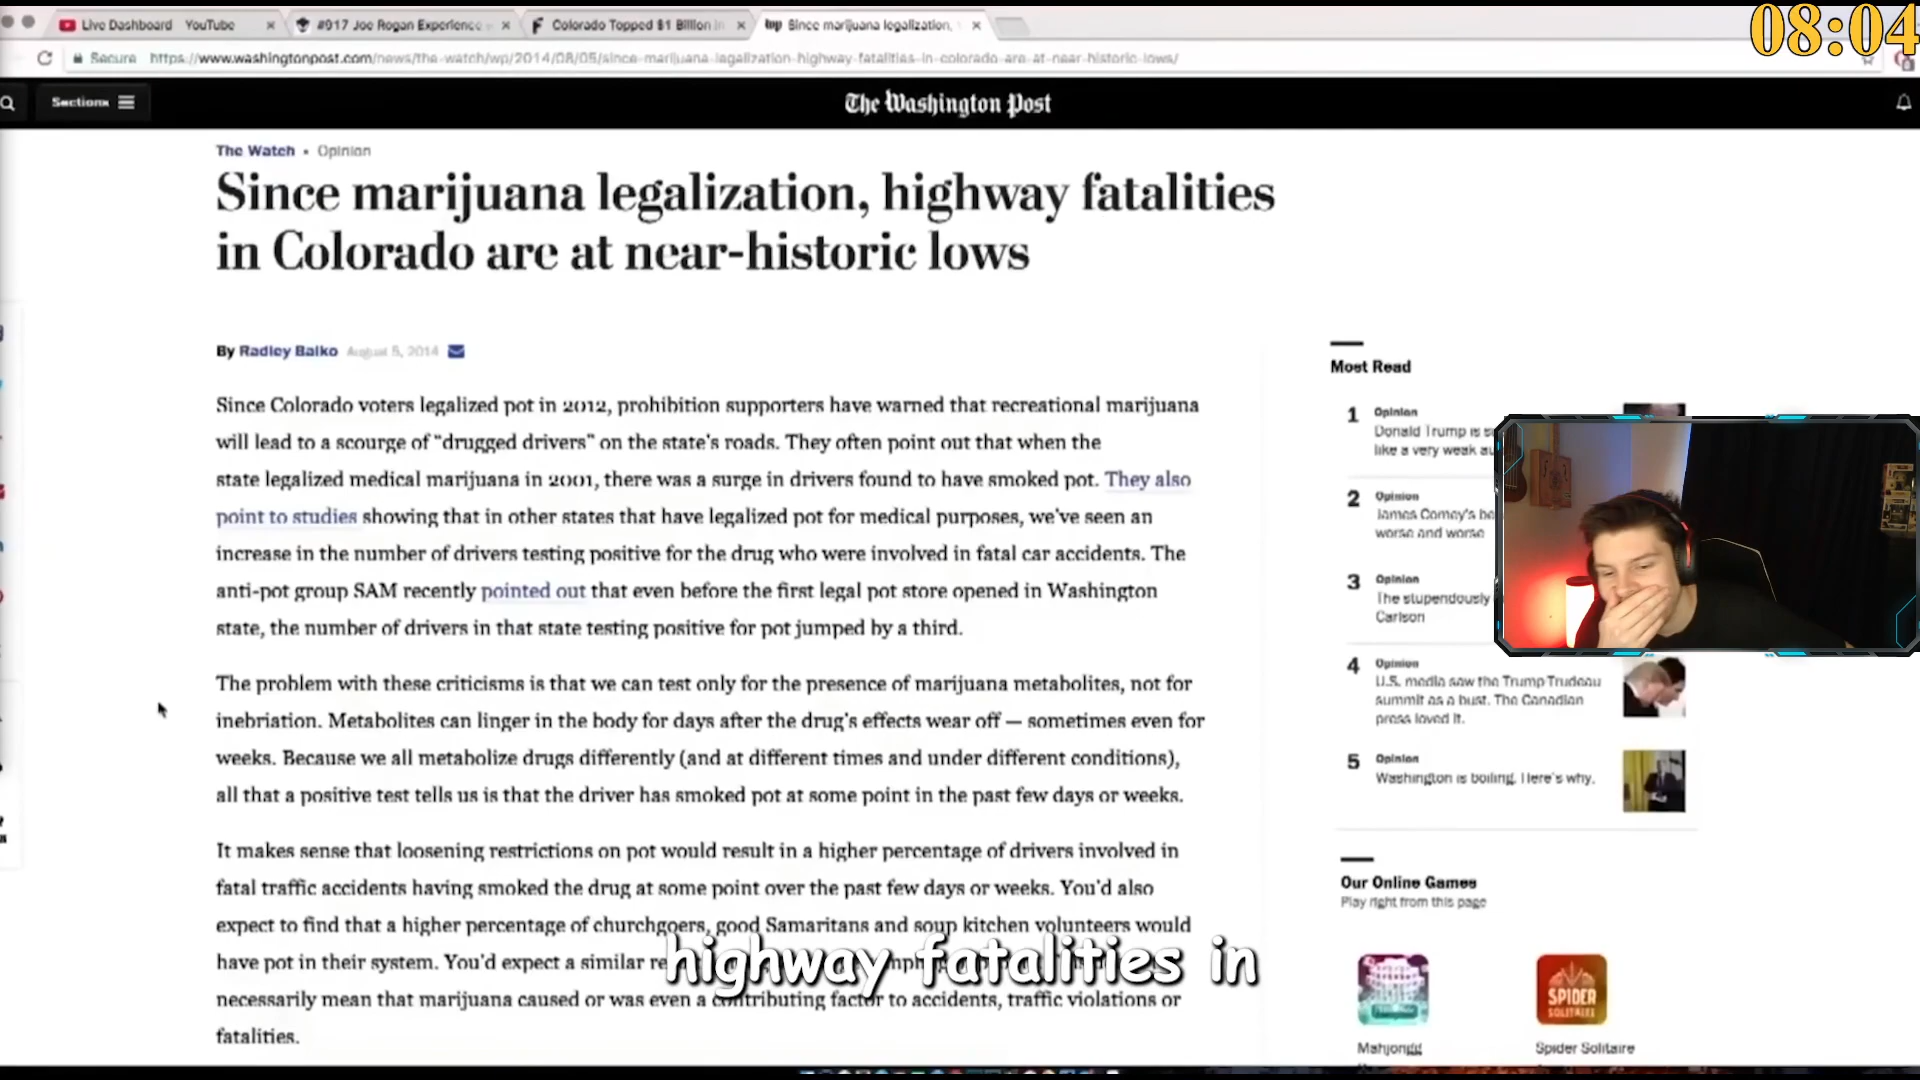 Live Dashboard YouTube
#917 Joe Rogan Experience
Colorado Topped $1 Billion in
Since marijuana legalization,
08:04
Secure https://www.washingtonpost.com/news/the-watch/wp/2014/08/05/since-marijuana-legalization-highway-fatalities-in-colorado-are-at-near-historic-lows/
Sections
The Washington Post
The Watch • Opinion
Since marijuana legalization, highway fatalities
in Colorado are at near-historic lows
By Radley Balko August 5, 2014
Since Colorado voters legalized pot in 2012, prohibition supporters have warned that recreational marijuana
will lead to a scourge of “drugged drivers” on the state’s roads. They often point out that when the
state legalized medical marijuana in 2001, there was a surge in drivers found to have smoked pot. They also
point to studies showing that in other states that have legalized pot for medical purposes, we’ve seen an
increase in the number of drivers testing positive for the drug who were involved in fatal car accidents. The
anti-pot group SAM recently pointed out that even before the first legal pot store opened in Washington
state, the number of drivers in that state testing positive for pot jumped by a third.
The problem with these criticisms is that we can test only for the presence of marijuana metabolites, not for
inebriation. Metabolites can linger in the body for days after the drug’s effects wear off — sometimes even for
weeks. Because we all metabolize drugs differently (and at different times and under different conditions),
all that a positive test tells us is that the driver has smoked pot at some point in the past few days or weeks.
It makes sense that loosening restrictions on pot would result in a higher percentage of drivers involved in
fatal traffic accidents having smoked the drug at some point over the past few days or weeks. You’d also
expect to find that a higher percentage of churchgoers, good Samaritans and soup kitchen volunteers would
have pot in their system. You’d expect a similar
necessarily mean that marijuana caused or was even a contributing factor to accidents, traffic violations or
fatalities.
highway fatalities in
Most Read
1 Opinion
Donald Trump is
like a very weak
2 Opinion
James Comey's
worse and worse
3 Opinion
The stupendously
Carlson
4 Opinion
U.S. media saw the Trump Trudeau
summit as a bust. The Canadian
press loved it.
5 Opinion
Washington is boiling. Here's why.
Our Online Games
Play right from this page
SPIDER
SOLITAIRE
Mahjongg
Spider Solitaire